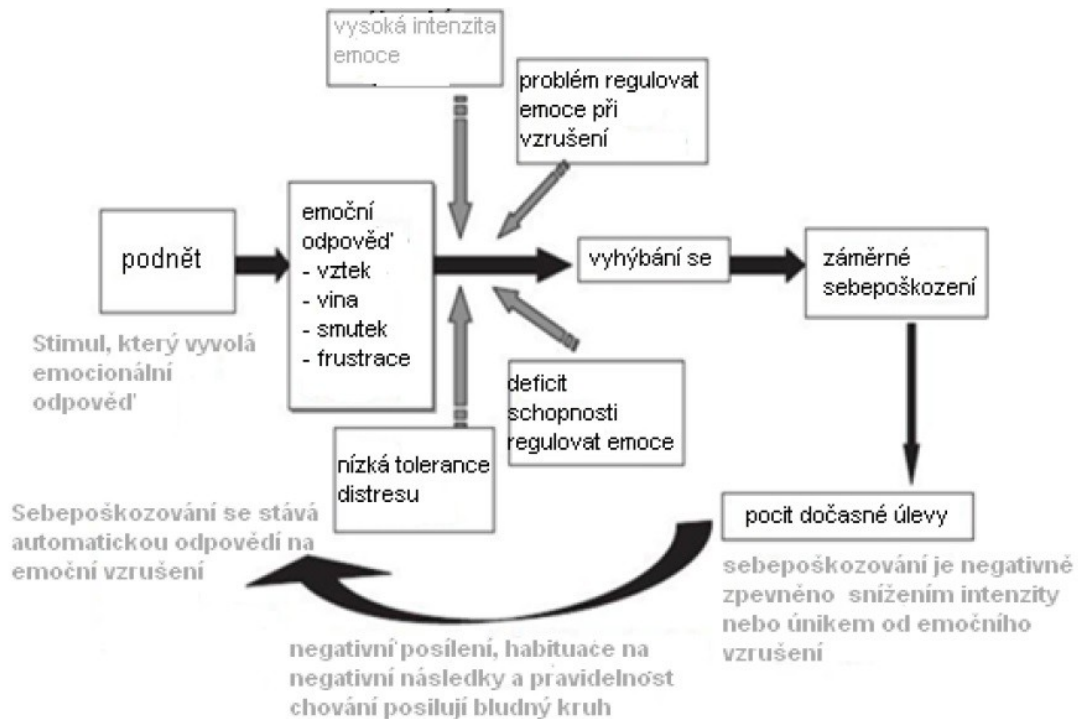 vysoká intenzita
emoce
problém regulovat
emoce při
vzrušení
podnět
emoční
odpověď
- vztek
- vina
- smutek
- frustrace
vyhýbání se
záměrné
sebepoškození
Stimul, který vyvolá
emocionální
odpověď
deficit
schopnosti
regulovat emoce
nízká tolerance
distresu
pocit dočasné úlevy
Sebepoškozování se stává
automatickou odpovědí na
emoční vzrušení
sebepoškozování je negativně
zpevněno snížením intenzity
nebo únikem od emočního
vzrušení
negativní posílení, habituace na
negativní následky a pravidelnost
chování posilují bludný kruh